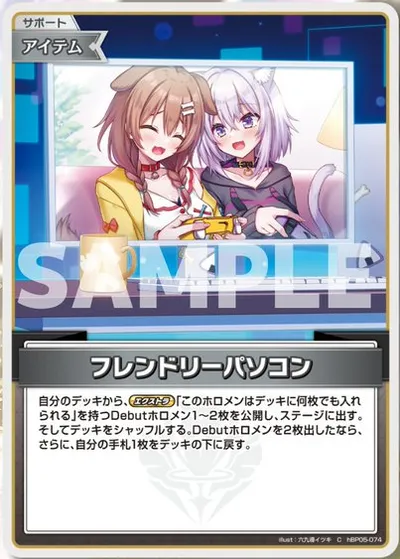 サポート
アイテム
SAMPLE
フレンドリーパソコン
自分のデッキから、エクストラ「このホロメンはデッキに何枚でも入れ
られる」を持つDebutホロメン1～2枚を公開し、ステージに出す。
そしてデッキをシャッフルする。Debutホロメンを2枚出したなら、
さらに、自分の手札1枚をデッキの下に戻す。
illust：六九邇イツキ C hBP05-074